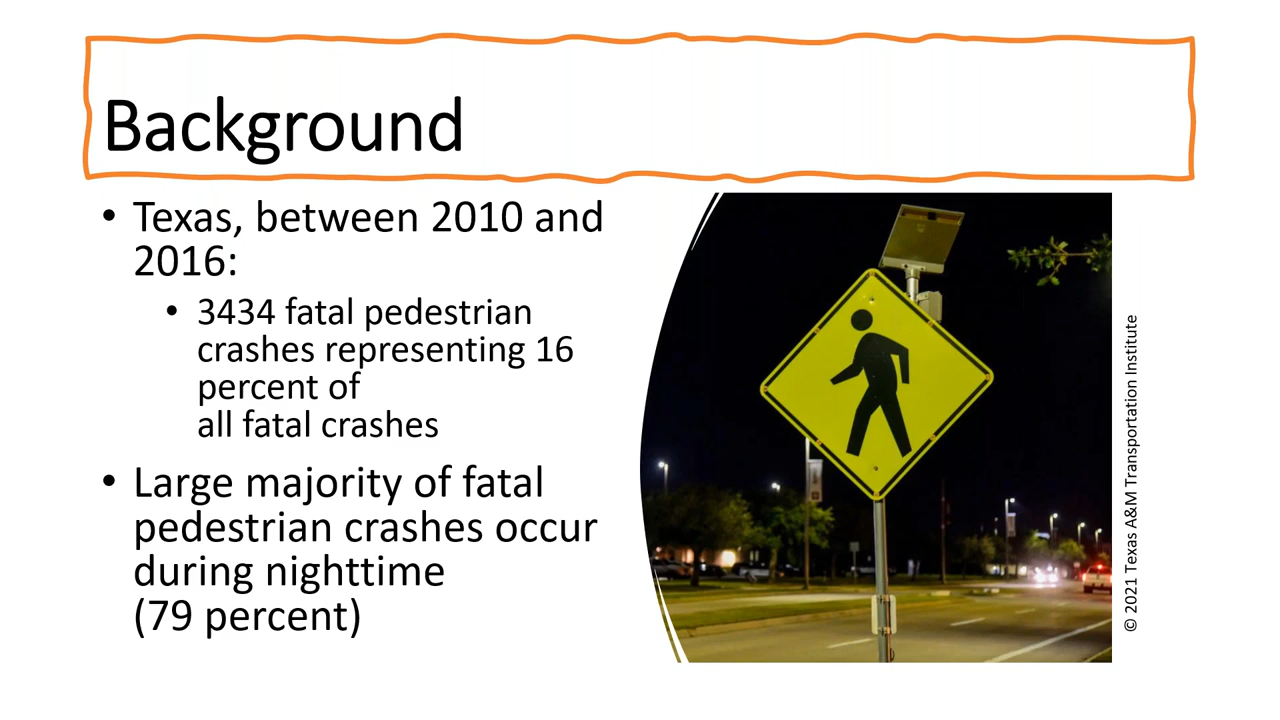 Background
• Texas, between 2010 and
2016:
• 3434 fatal pedestrian
crashes representing 16
percent of
all fatal crashes
• Large majority of fatal
pedestrian crashes occur
during nighttime
(79 percent)
© 2021 Texas A&M Transportation Institute